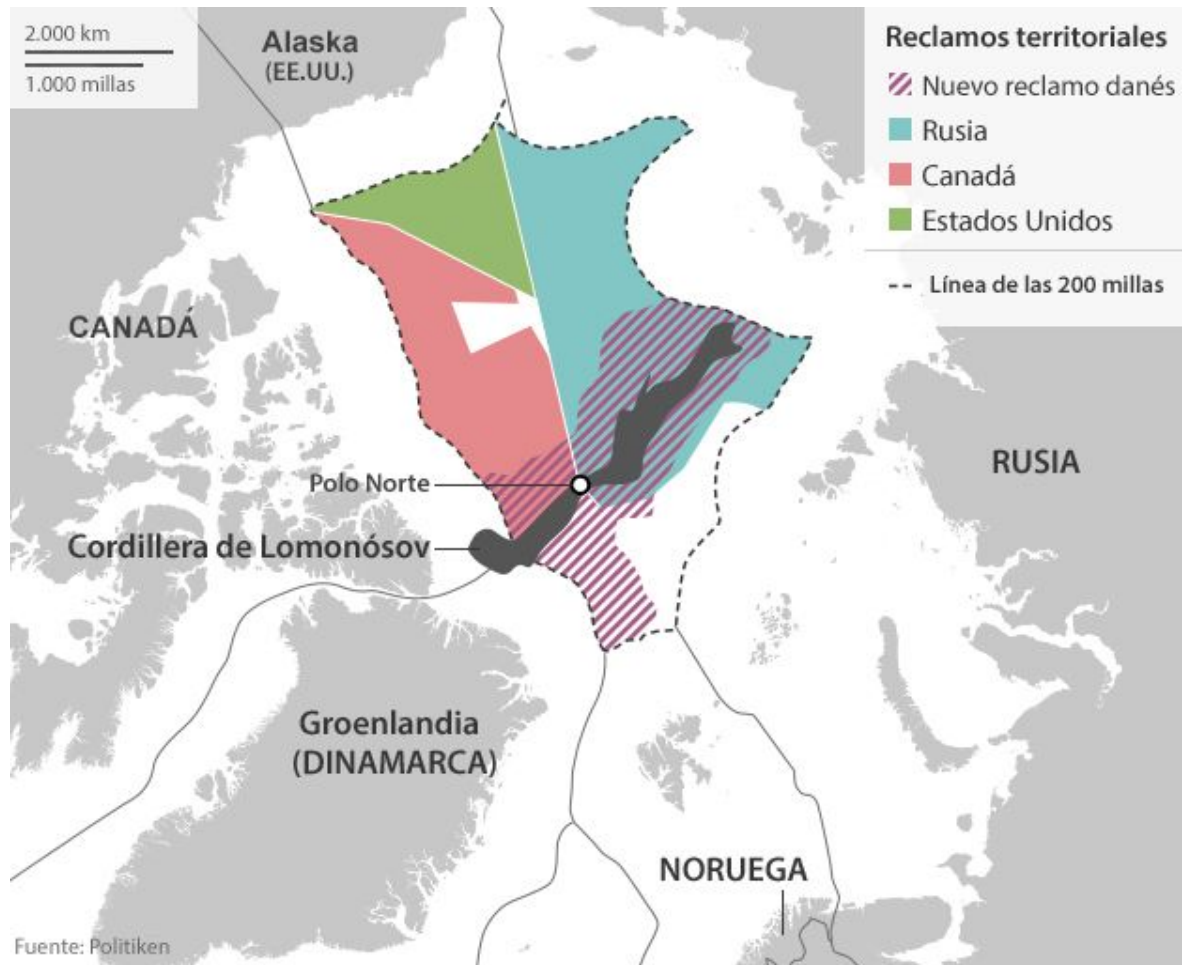 2.000 km
1.000 millas
Alaska
(EE.UU.)
Reclamos territoriales
Nuevo reclamo danés
Rusia
Canadá
Estados Unidos
Línea de las 200 millas
CANADÁ
RUSIA
Polo Norte
Cordillera de Lomonósov
Groenlandia
(DINAMARCA)
NORUEGA
Fuente: Politiken